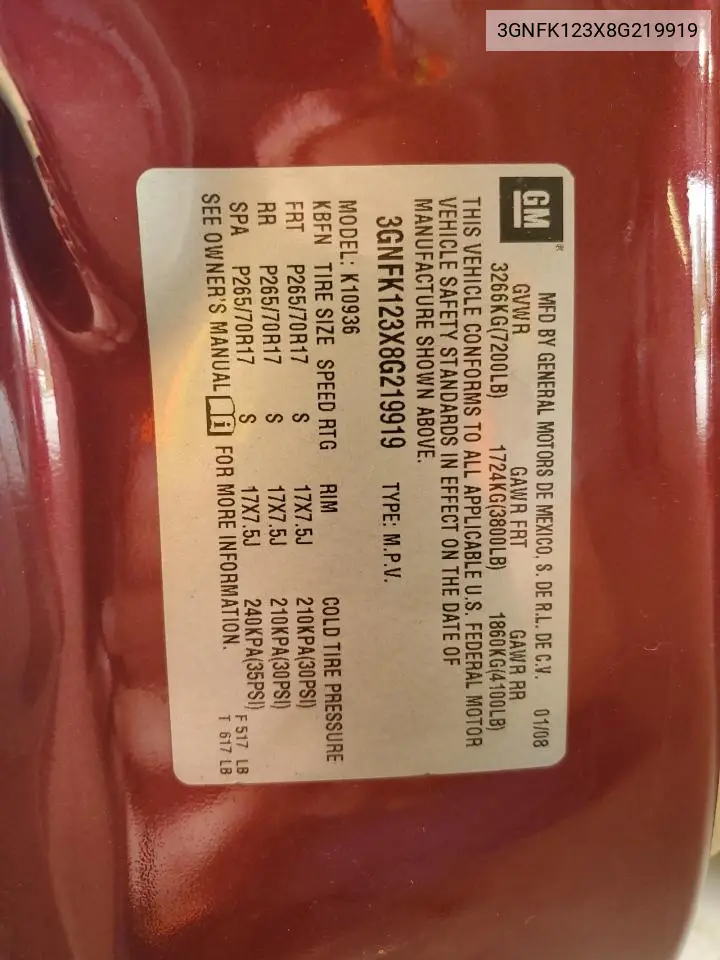 3GNFK123X8G219919
GM
®
MFD BY GENERAL MOTORS DE MEXICO, S. DE R.L. DE C.V. 01/08
GVWR GAWR FRT GAWR RR
3266KG(7200LB) 1724KG(3800LB) 1860KG(4100LB)
THIS VEHICLE CONFORMS TO ALL APPLICABLE U.S. FEDERAL MOTOR
VEHICLE SAFETY STANDARDS IN EFFECT ON THE DATE OF
MANUFACTURE SHOWN ABOVE.
3GNFK123X8G219919 TYPE: M.P.V.
MODEL: K10936
KBFN TIRE SIZE SPEED RTG RIM COLD TIRE PRESSURE
FRT P265/70R17 S 17X7.5J 210KPA(30PSI)
RR P265/70R17 S 17X7.5J 210KPA(30PSI)
SPA P265/70R17 S 17X7.5J 240KPA(35PSI) F 517 LB
SEE OWNER'S MANUAL FOR MORE INFORMATION. T 617 LB